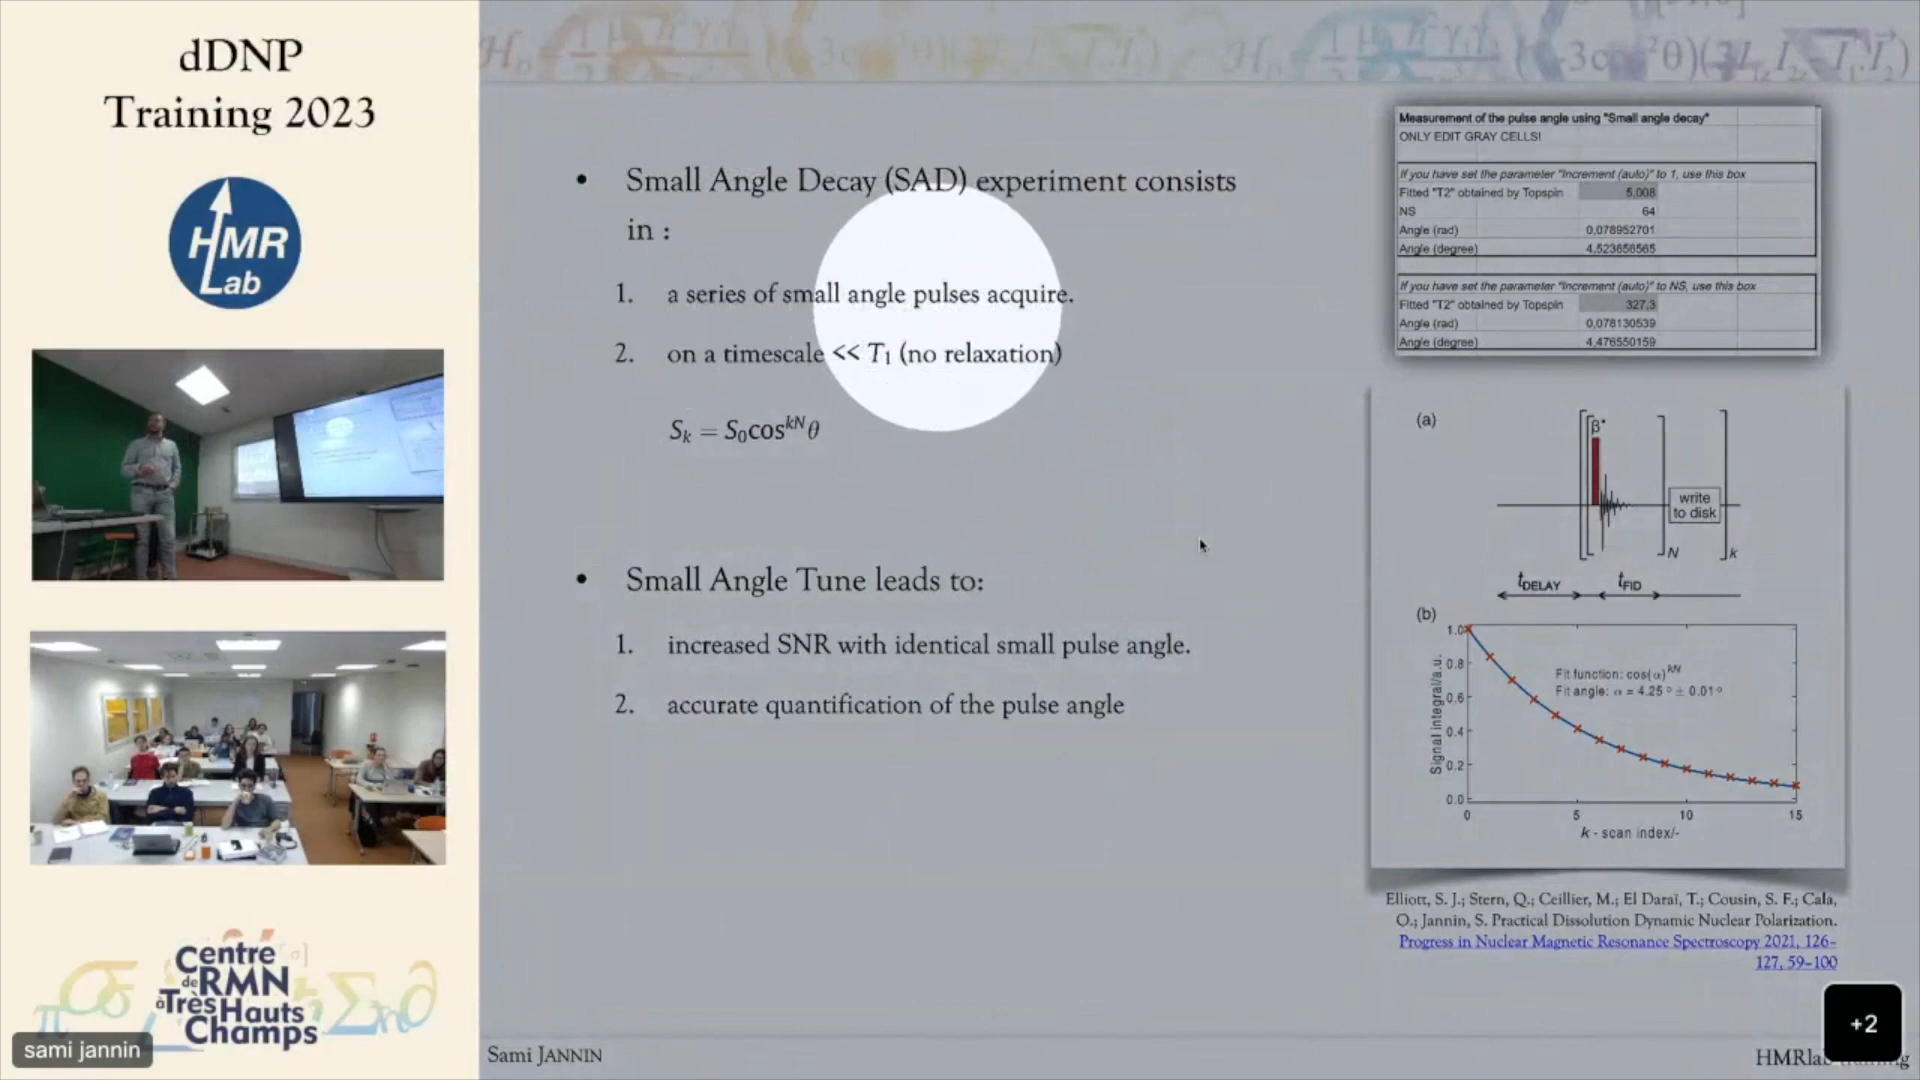 dDNP
Training 2023
HMR
Lab
Centre
de RMN
à Très Hauts
Champs
sami jannin
• Small Angle Decay (SAD) experiment consists
in :
1. a series of small angle pulses acquire.
2. on a timescale << T₁ (no relaxation)
Sₖ = S₀cosᵏᴺθ
• Small Angle Tune leads to:
1. increased SNR with identical small pulse angle.
2. accurate quantification of the pulse angle
Measurement of the pulse angle using "Small angle decay"
ONLY EDIT GRAY CELLS!
If you have set the parameter "Increment (auto)" to 1, use this box
Fitted "T2" obtained by Topspin 5,008
NS 64
Angle (rad) 0,078952701
Angle (degree) 4,523656565
If you have set the parameter "Increment (auto)" to NS, use this box
Fitted "T2" obtained by Topspin 327,3
Angle (rad) 0,078130539
Angle (degree) 4,476550159
(a)
β°
write
to disk
N
k
tDELAY tFID
(b)
1.0
0.8
0.6
0.4
0.2
0.0
Signal integral/a.u.
Fit function: cos(α)ᵏᴺ
Fit angle: α = 4.25° ± 0.01°
0 5 10 15
k - scan index/-
Elliott, S. J.; Stern, Q.; Ceillier, M.; El Daraï, T.; Cousin, S. F.; Cala,
O.; Jannin, S. Practical Dissolution Dynamic Nuclear Polarization.
Progress in Nuclear Magnetic Resonance Spectroscopy 2021, 126–
127, 59–100
+2
Sami JANNIN
HMRlab